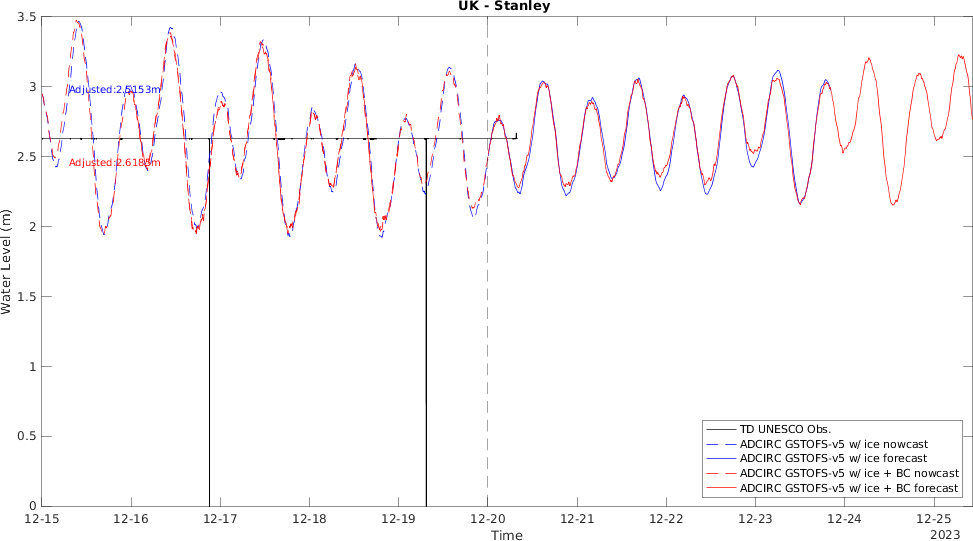 UK - Stanley
3.5
3
2.5
2
1.5
1
0.5
0
Water Level (m)
Adjusted:2.5153m
12-15
12-16
12-17
12-18
12-19
12-20
12-21
12-22
12-23
12-24
12-25
2023
Time
TD UNESCO Obs.
ADCIRC GSTOFS-v5 w/ ice nowcast
ADCIRC GSTOFS-v5 w/ ice forecast
ADCIRC GSTOFS-v5 w/ ice + BC nowcast
ADCIRC GSTOFS-v5 w/ ice + BC forecast